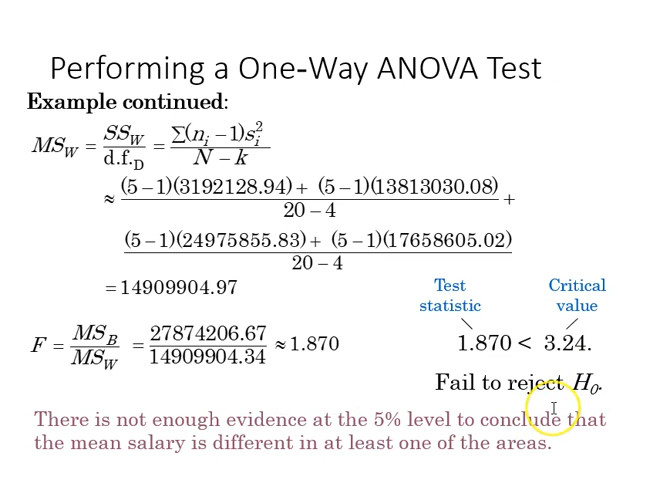 Performing a One-Way ANOVA Test
Example continued:
MS_W = SS_W / d.f._D = Σ(n_i − 1)s_i^2 / N − k
≈ (5 − 1)(3192128.94) + (5 − 1)(13813030.08) / 20 − 4 +
(5 − 1)(24975855.83) + (5 − 1)(17658605.02) / 20 − 4
= 14909904.97
Test statistic
Critical value
F = MS_B / MS_W = 27874206.67 / 14909904.34 ≈ 1.870
1.870 < 3.24.
Fail to reject H_0.
There is not enough evidence at the 5% level to conclude that
the mean salary is different in at least one of the areas.